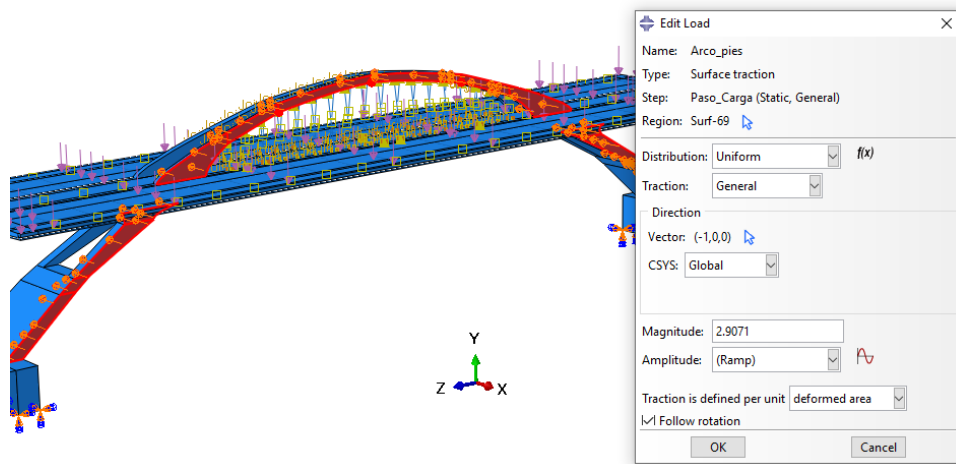 Edit Load
Name: Arco_pies
Type: Surface traction
Step: Paso_Carga (Static, General)
Region: Surf-69
Distribution: Uniform f(x)
Traction: General
Direction
Vector: (-1,0,0)
CSYS: Global
Magnitude: 2.9071
Amplitude: (Ramp)
Traction is defined per unit deformed area
Follow rotation
OK Cancel
Y
Z X